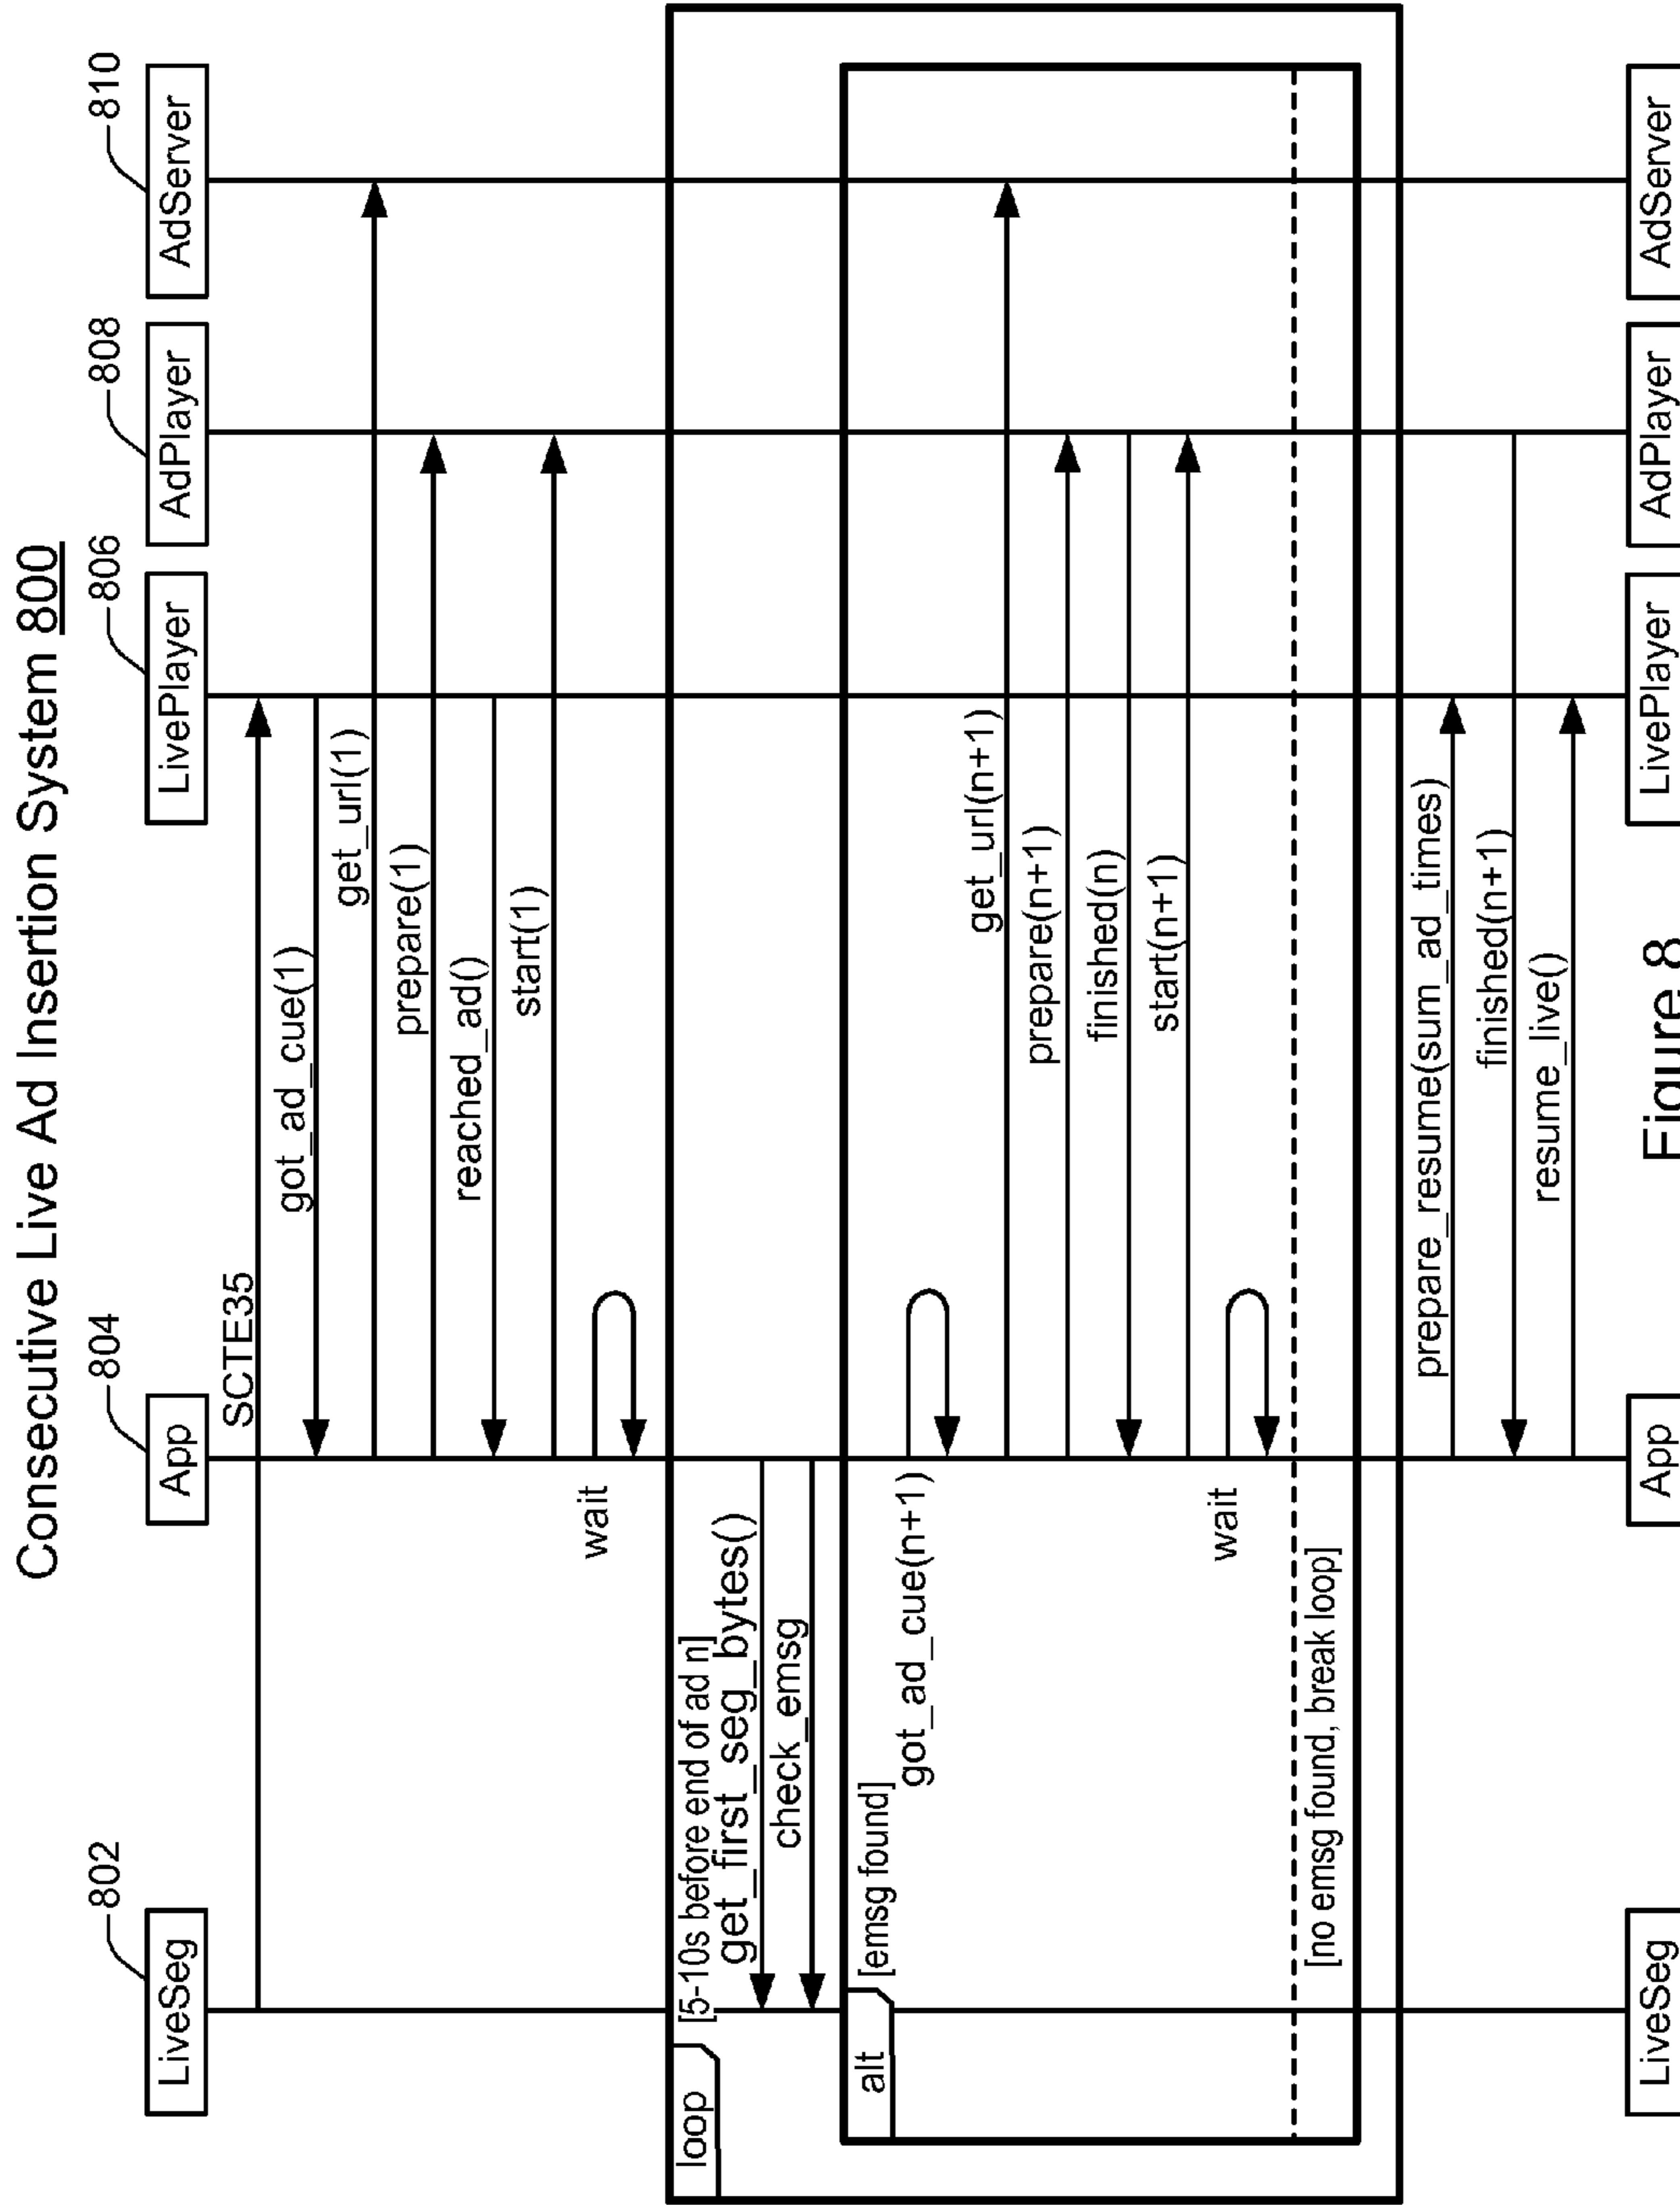 Consecutive Live Ad Insertion System 800
802
804
806
808
810
LiveSeg
App
LivePlayer
AdPlayer
AdServer
SCTE35
got_ad_cue(1)
get_url(1)
prepare(1)
reached_ad()
start(1)
wait
loop
[5-10s before end of ad n]
get_first_seg_bytes()
check_emsg
alt
[emsg found]
got_ad_cue(n+1)
get_url(n+1)
prepare(n+1)
finished(n)
start(n+1)
wait
[no emsg found, break loop]
prepare_resume(sum_ad_times)
finished(n+1)
resume_live()
LiveSeg
App
LivePlayer
AdPlayer
AdServer
Figure 8